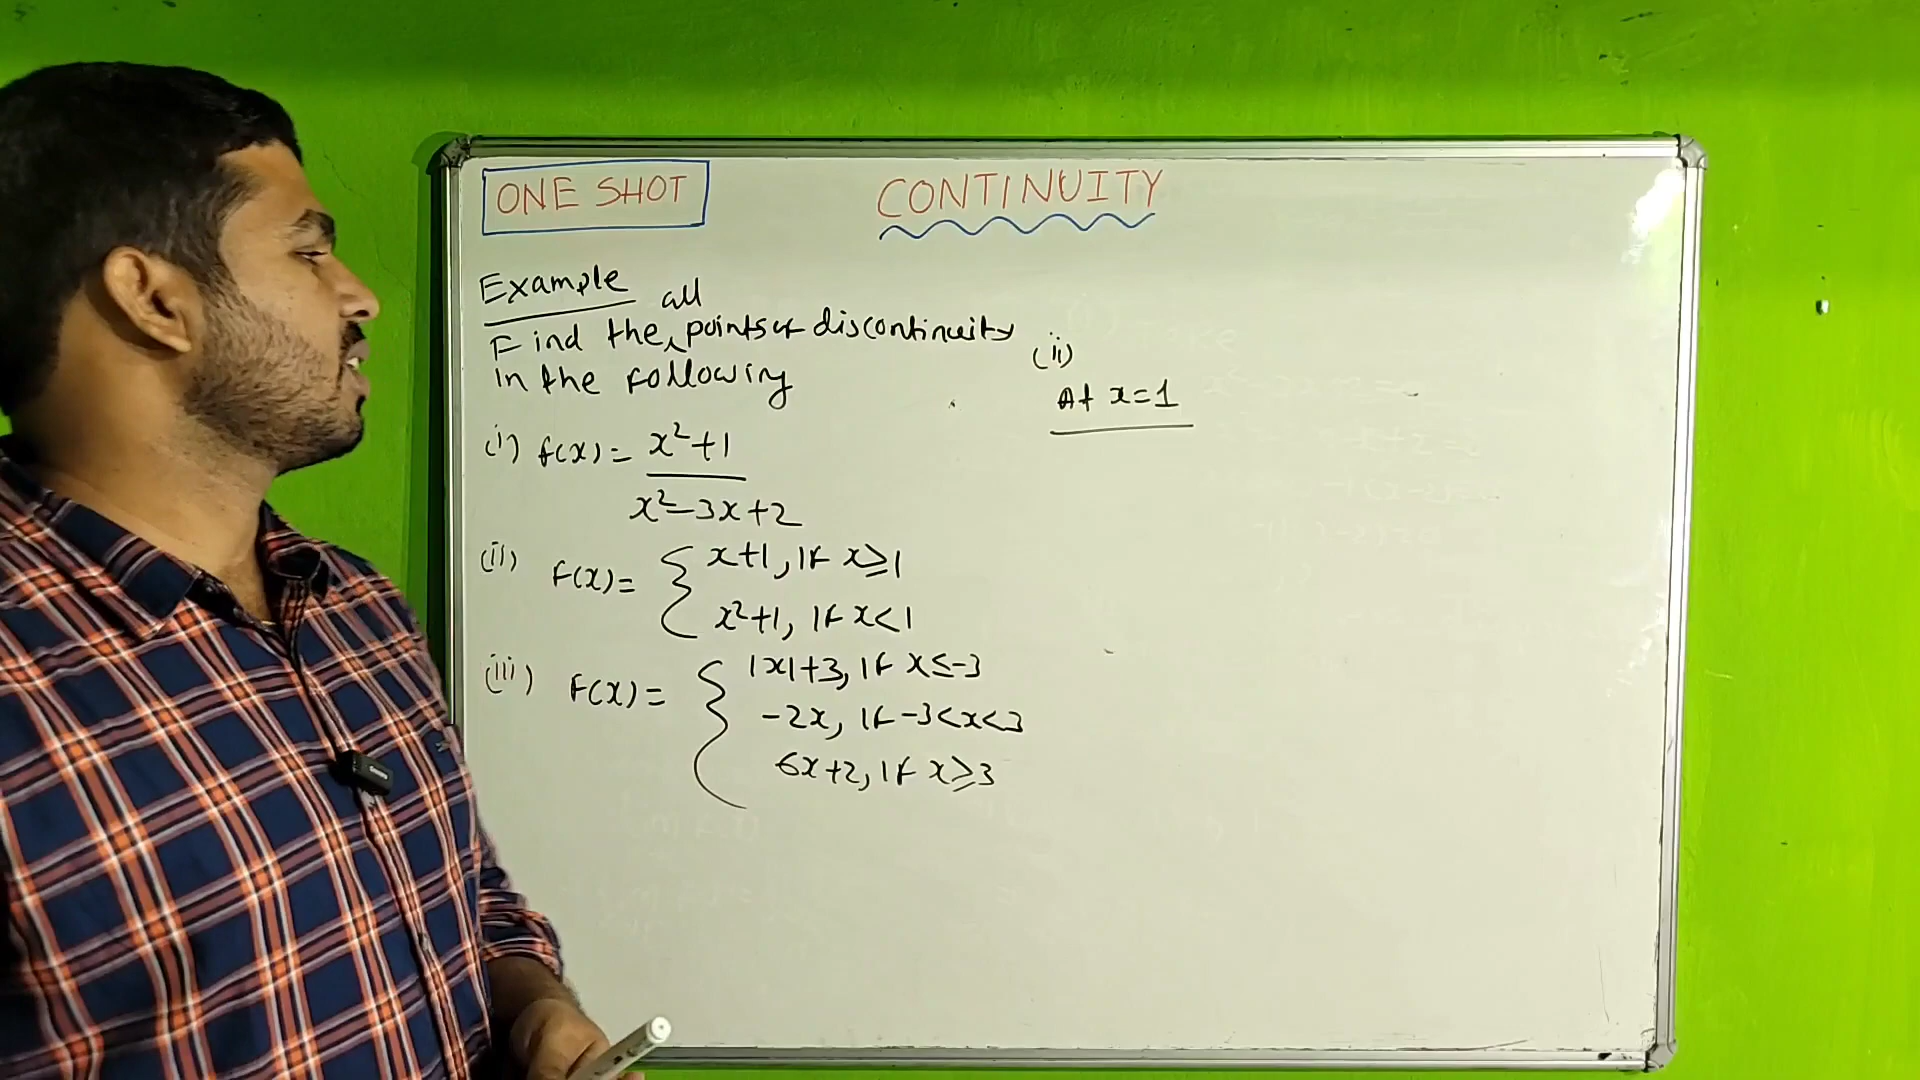 ONE SHOT
CONTINUITY
Example
Find the all points of discontinuity
in the following
(i) f(x) = x²+1
x²-3x+2
(ii) F(x) = { x+1, if x≥1
x²+1, if x<1
(iii) F(x) = { |x|+3, if x≤-3
-2x, if -3<x<3
6x+2, if x≥3
(ii)
At x=1